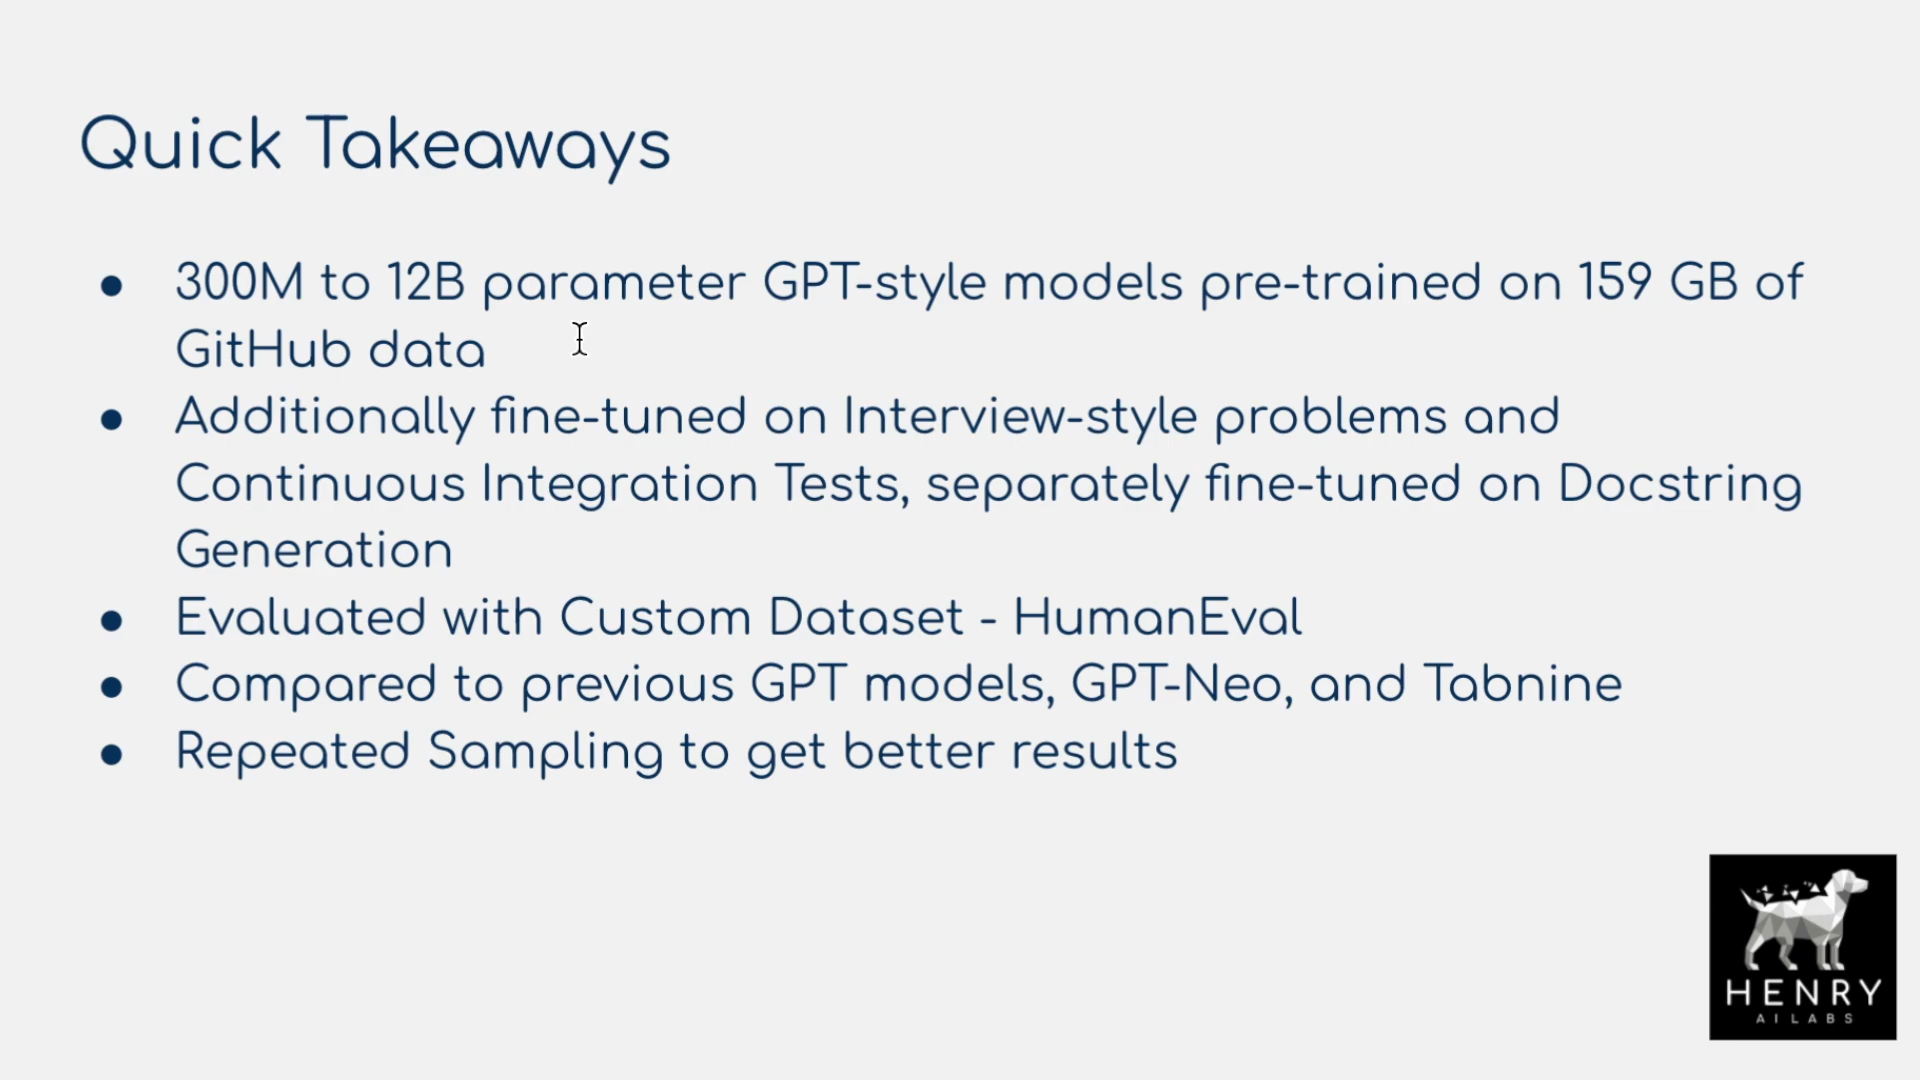 Quick Takeaways
● 300M to 12B parameter GPT-style models pre-trained on 159 GB of
GitHub data
● Additionally fine-tuned on Interview-style problems and
Continuous Integration Tests, separately fine-tuned on Docstring
Generation
● Evaluated with Custom Dataset - HumanEval
● Compared to previous GPT models, GPT-Neo, and Tabnine
● Repeated Sampling to get better results
HENRY
AI LABS